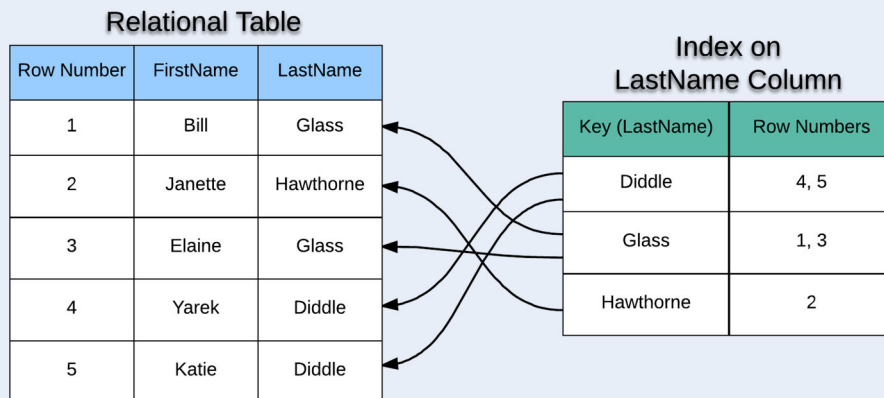 Relational Table
Row Number FirstName LastName
1 Bill Glass
2 Janette Hawthorne
3 Elaine Glass
4 Yarek Diddle
5 Katie Diddle
Index on
LastName Column
Key (LastName) Row Numbers
Diddle 4, 5
Glass 1, 3
Hawthorne 2